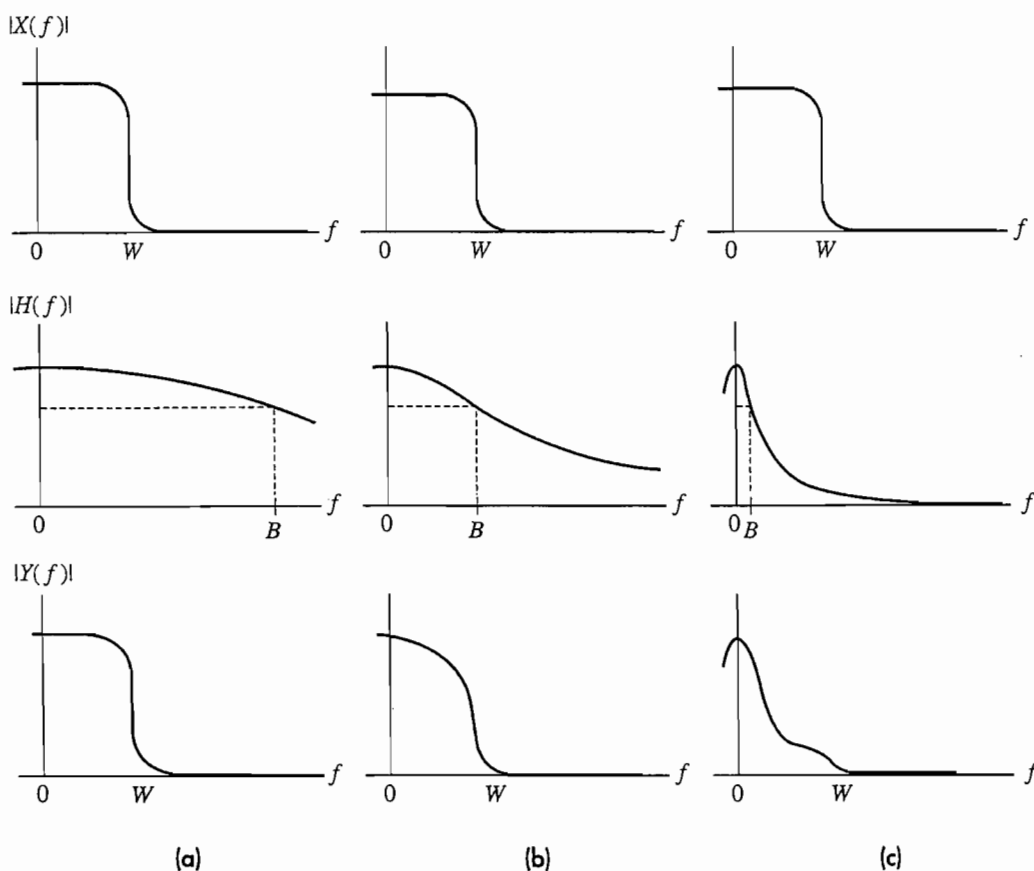 |X(f)|
f f f
0 W 0 W 0 W
|H(f)|
f f f
0 B 0 B 0 B
|Y(f)|
f f f
0 W 0 W 0 W
(a) (b) (c)